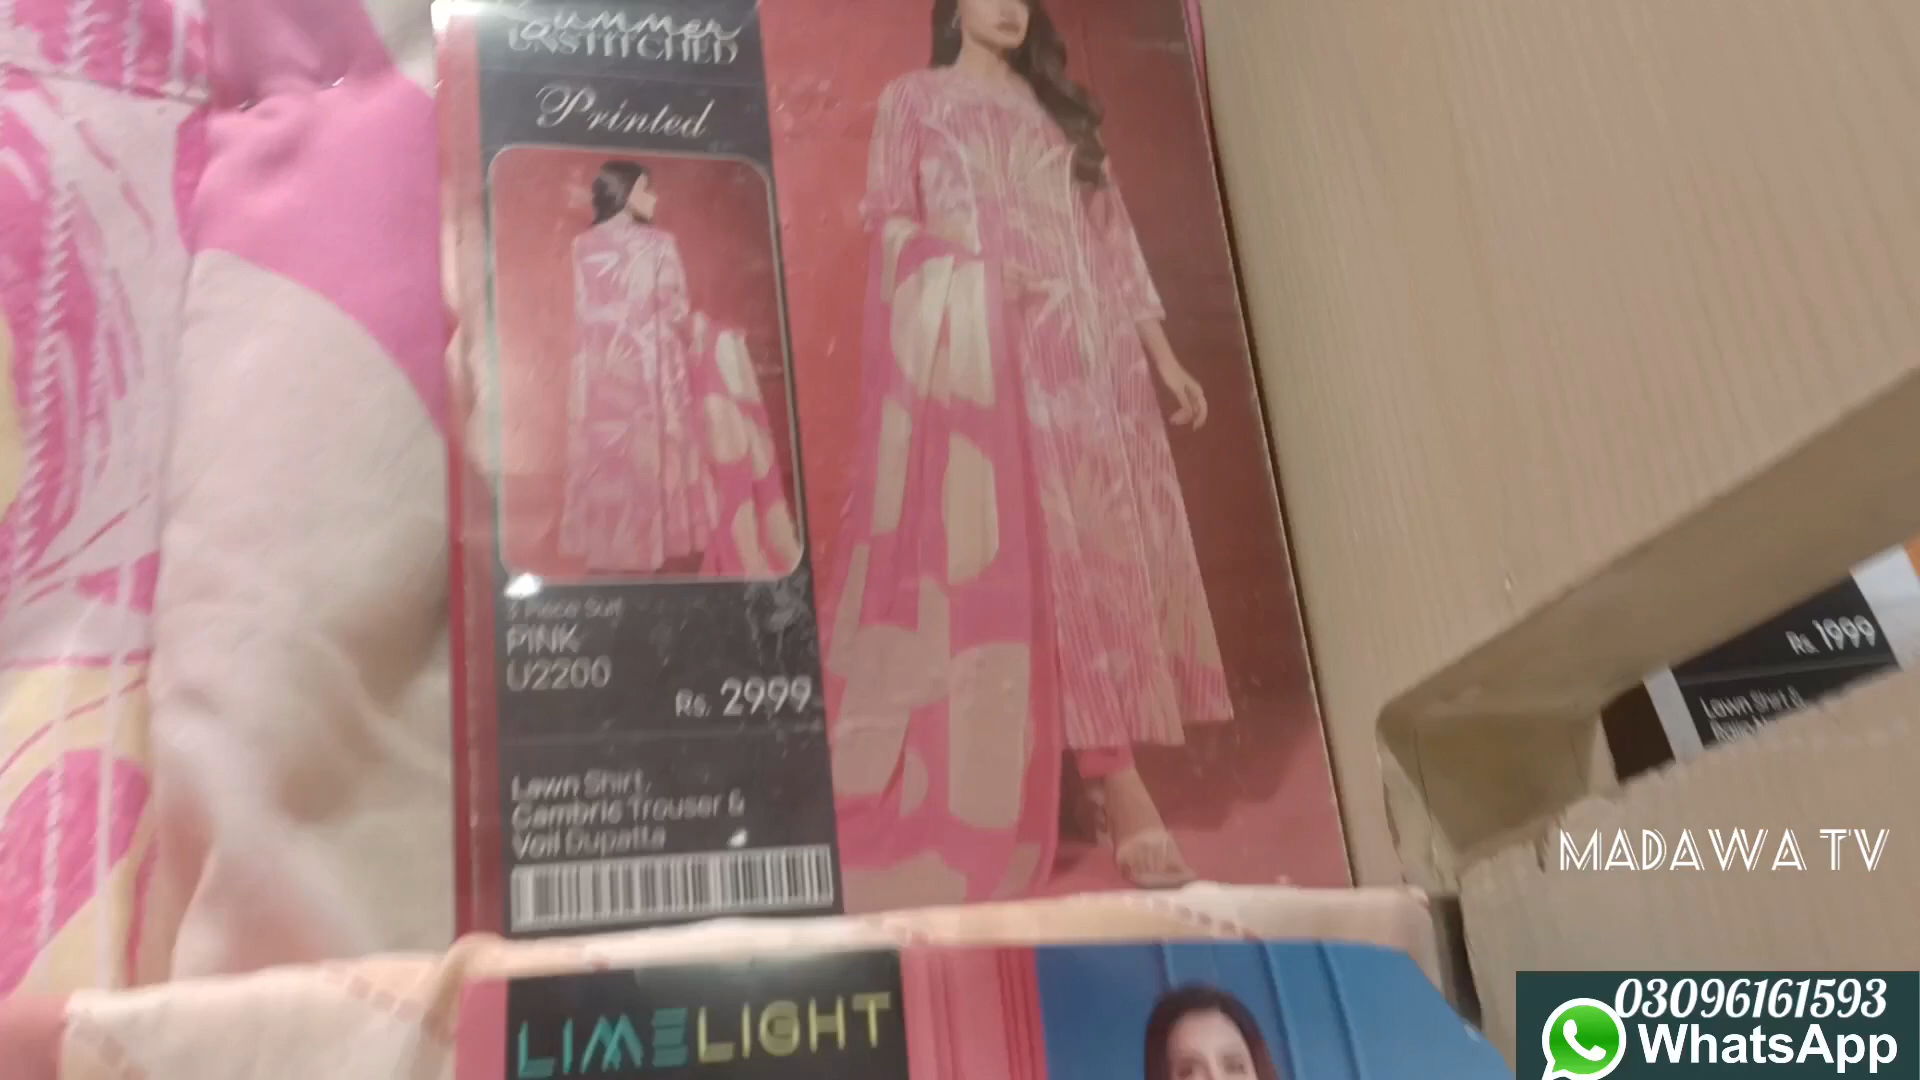 Summer
UNSTITCHED
Printed
3 Piece Suit
PINK
U2200
Rs. 2999
Lawn Shirt,
Cambric Trouser &
Voil Dupatta
LIMELIGHT
Rs. 1999
Lawn Shirt &
MADAWA TV
03096161593
WhatsApp